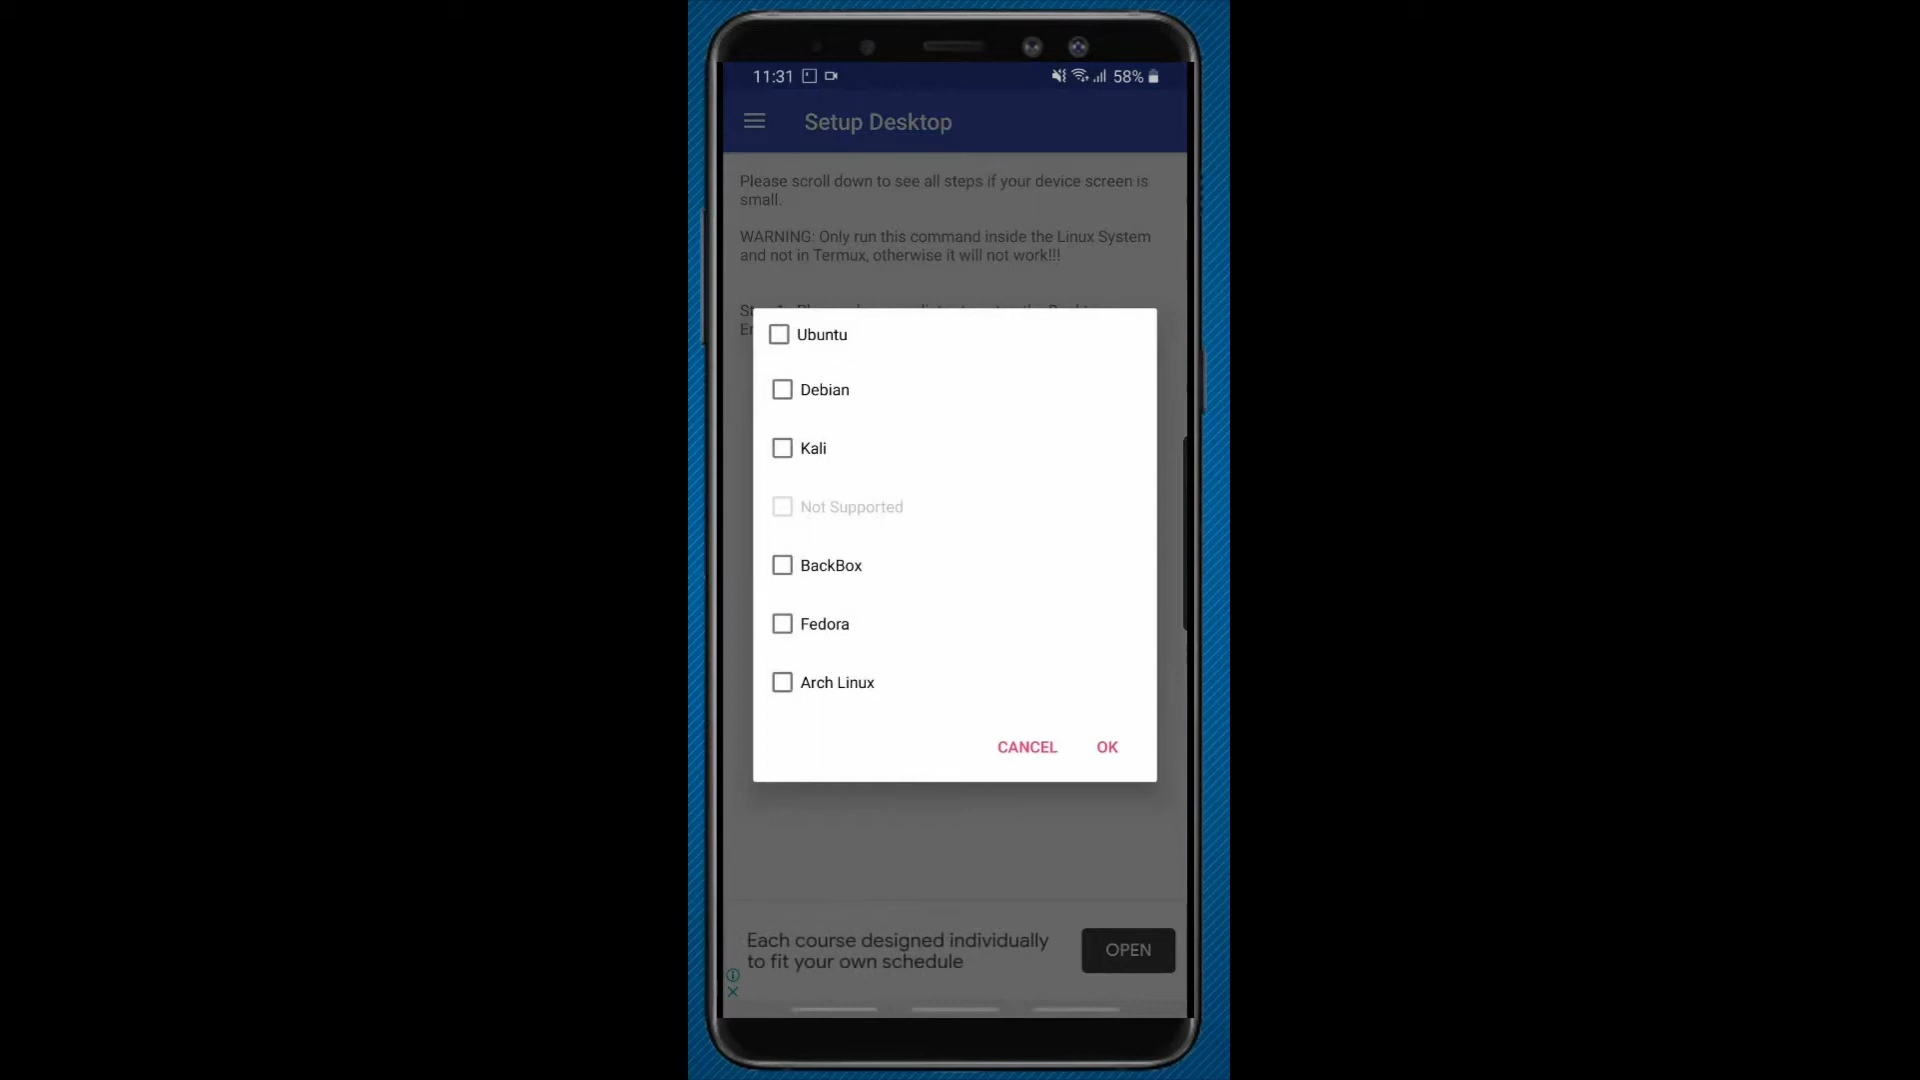 11:31
58%
Setup Desktop
Please scroll down to see all steps if your device screen is
small.
WARNING: Only run this command inside the Linux System
and not in Termux, otherwise it will not work!!!
Ubuntu
Debian
Kali
Not Supported
BackBox
Fedora
Arch Linux
CANCEL OK
Each course designed individually
to fit your own schedule
OPEN